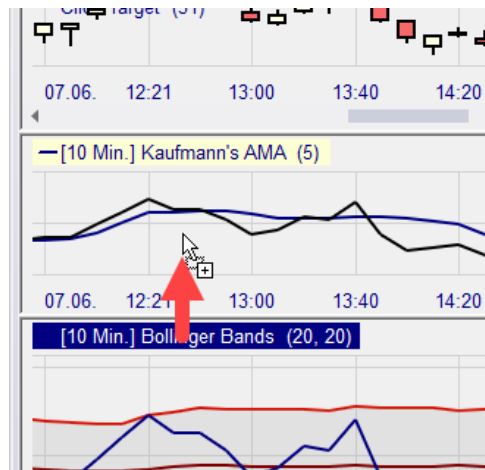 Target (31)
07.06. 12:21 13:00 13:40 14:20
[10 Min.] Kaufmann's AMA (5)
07.06. 12:21 13:00 13:40 14:20
[10 Min.] Bollinger Bands (20, 20)